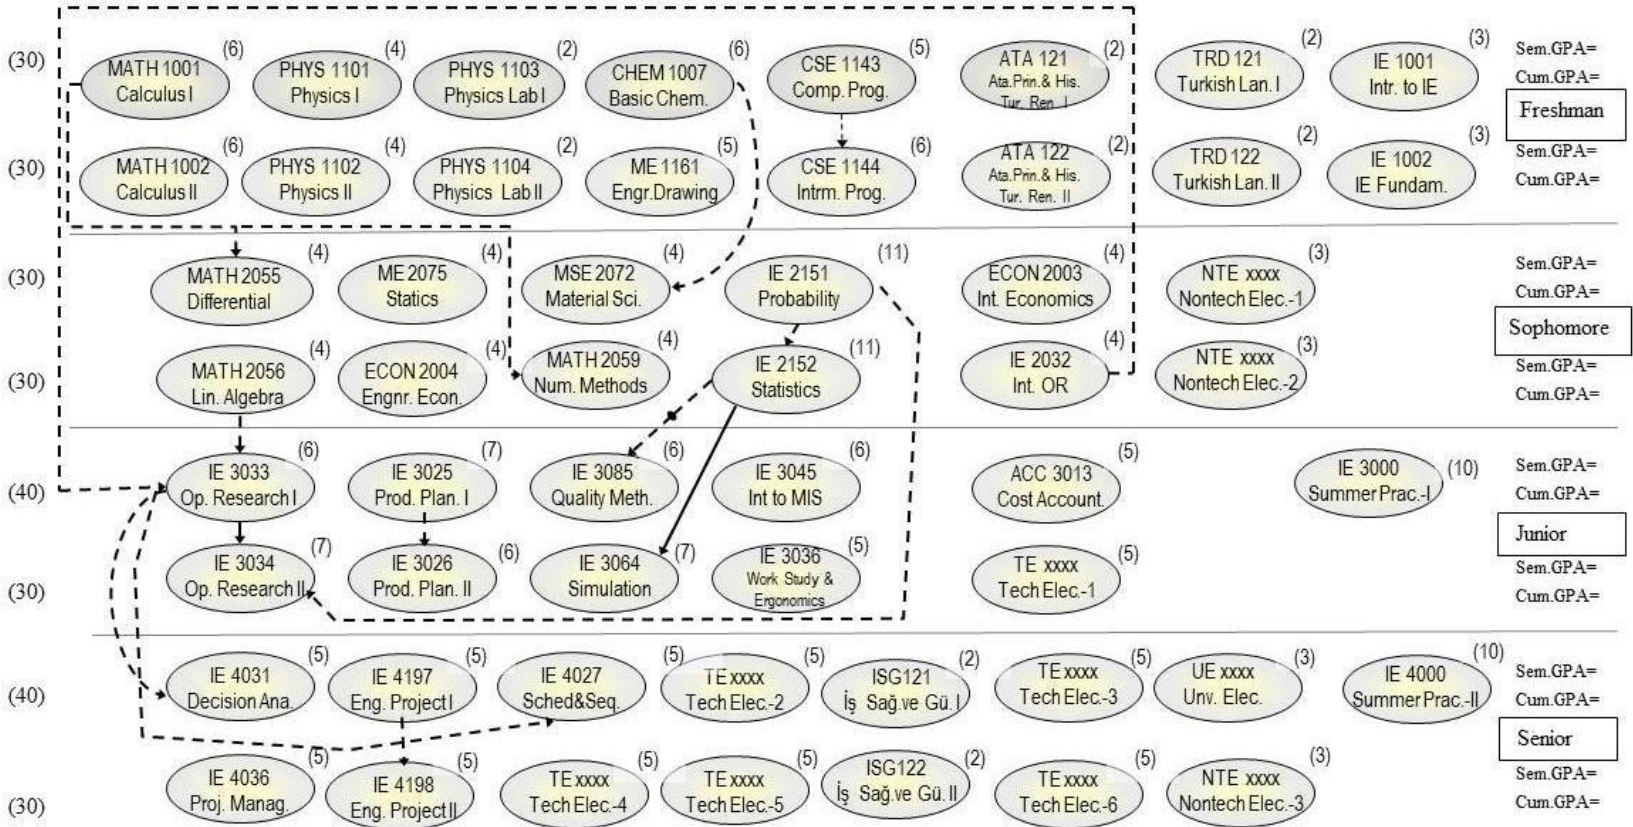 (30)
(6)
MATH 1001
Calculus I
(4)
PHYS 1101
Physics I
(2)
PHYS 1103
Physics Lab I
(6)
CHEM 1007
Basic Chem.
(5)
CSE 1143
Comp. Prog.
(2)
ATA 121
Ata.Prin.& His.
Tur. Ren. I
(2)
TRD 121
Turkish Lan. I
(3)
IE 1001
Intr. to IE
Sem.GPA=
Cum.GPA=
Freshman
(30)
(6)
MATH 1002
Calculus II
(4)
PHYS 1102
Physics II
(2)
PHYS 1104
Physics Lab II
(5)
ME 1161
Engr.Drawing
(6)
CSE 1144
Intrm. Prog.
(2)
ATA 122
Ata.Prin.& His.
Tur. Ren. II
(2)
TRD 122
Turkish Lan. II
(3)
IE 1002
IE Fundam.
Sem.GPA=
Cum.GPA=
(30)
(4)
MATH 2055
Differential
(4)
ME 2075
Statics
(4)
MSE 2072
Material Sci.
(11)
IE 2151
Probability
(4)
ECON 2003
Int. Economics
(3)
NTE xxxx
Nontech Elec.-1
Sem.GPA=
Cum.GPA=
Sophomore
(30)
(4)
MATH 2056
Lin. Algebra
(4)
ECON 2004
Engnr. Econ.
(4)
MATH 2059
Num. Methods
(11)
IE 2152
Statistics
(4)
IE 2032
Int. OR
(3)
NTE xxxx
Nontech Elec.-2
Sem.GPA=
Cum.GPA=
(40)
(6)
IE 3033
Op. Research I
(7)
IE 3025
Prod. Plan. I
(6)
IE 3085
Quality Meth.
(6)
IE 3045
Int to MIS
(5)
ACC 3013
Cost Account.
(10)
IE 3000
Summer Prac.-I
Sem.GPA=
Cum.GPA=
Junior
(30)
(7)
IE 3034
Op. Research II
(6)
IE 3026
Prod. Plan. II
(7)
IE 3064
Simulation
(5)
IE 3036
Work Study &
Ergonomics
(5)
TE xxxx
Tech Elec.-1
Sem.GPA=
Cum.GPA=
(40)
(5)
IE 4031
Decision Ana.
(5)
IE 4197
Eng. Project I
(5)
IE 4027
Sched&Seq.
(5)
TE xxxx
Tech Elec.-2
(2)
ISG121
İş Sağ.ve Gü. I
(5)
TE xxxx
Tech Elec.-3
(3)
UE xxxx
Unv. Elec.
(10)
IE 4000
Summer Prac.-II
Sem.GPA=
Cum.GPA=
Senior
(30)
(5)
IE 4036
Proj. Manag.
(5)
IE 4198
Eng. Project II
(5)
TE xxxx
Tech Elec.-4
(5)
TE xxxx
Tech Elec.-5
(2)
ISG122
İş Sağ.ve Gü. II
(5)
TE xxxx
Tech Elec.-6
(3)
NTE xxxx
Nontech Elec.-3
Sem.GPA=
Cum.GPA=